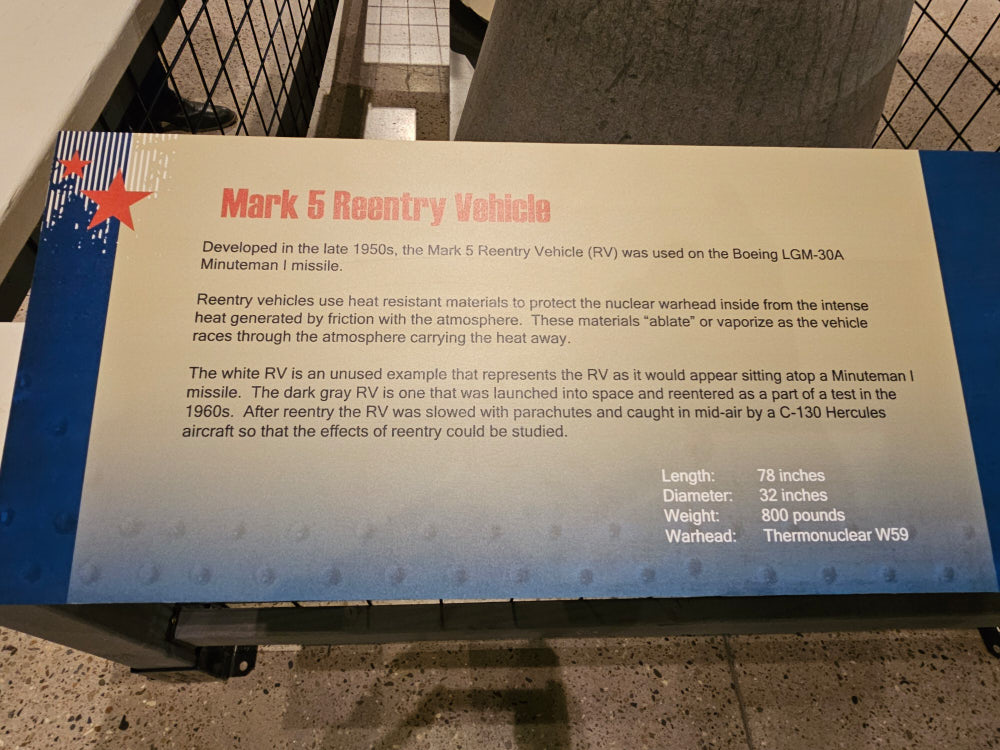 Mark 5 Reentry Vehicle
Developed in the late 1950s, the Mark 5 Reentry Vehicle (RV) was used on the Boeing LGM-30A
Minuteman I missile.
Reentry vehicles use heat resistant materials to protect the nuclear warhead inside from the intense
heat generated by friction with the atmosphere.  These materials “ablate” or vaporize as the vehicle
races through the atmosphere carrying the heat away.
The white RV is an unused example that represents the RV as it would appear sitting atop a Minuteman I
missile.  The dark gray RV is one that was launched into space and reentered as a part of a test in the
1960s.  After reentry the RV was slowed with parachutes and caught in mid-air by a C-130 Hercules
aircraft so that the effects of reentry could be studied.
Length: 78 inches
Diameter: 32 inches
Weight: 800 pounds
Warhead: Thermonuclear W59